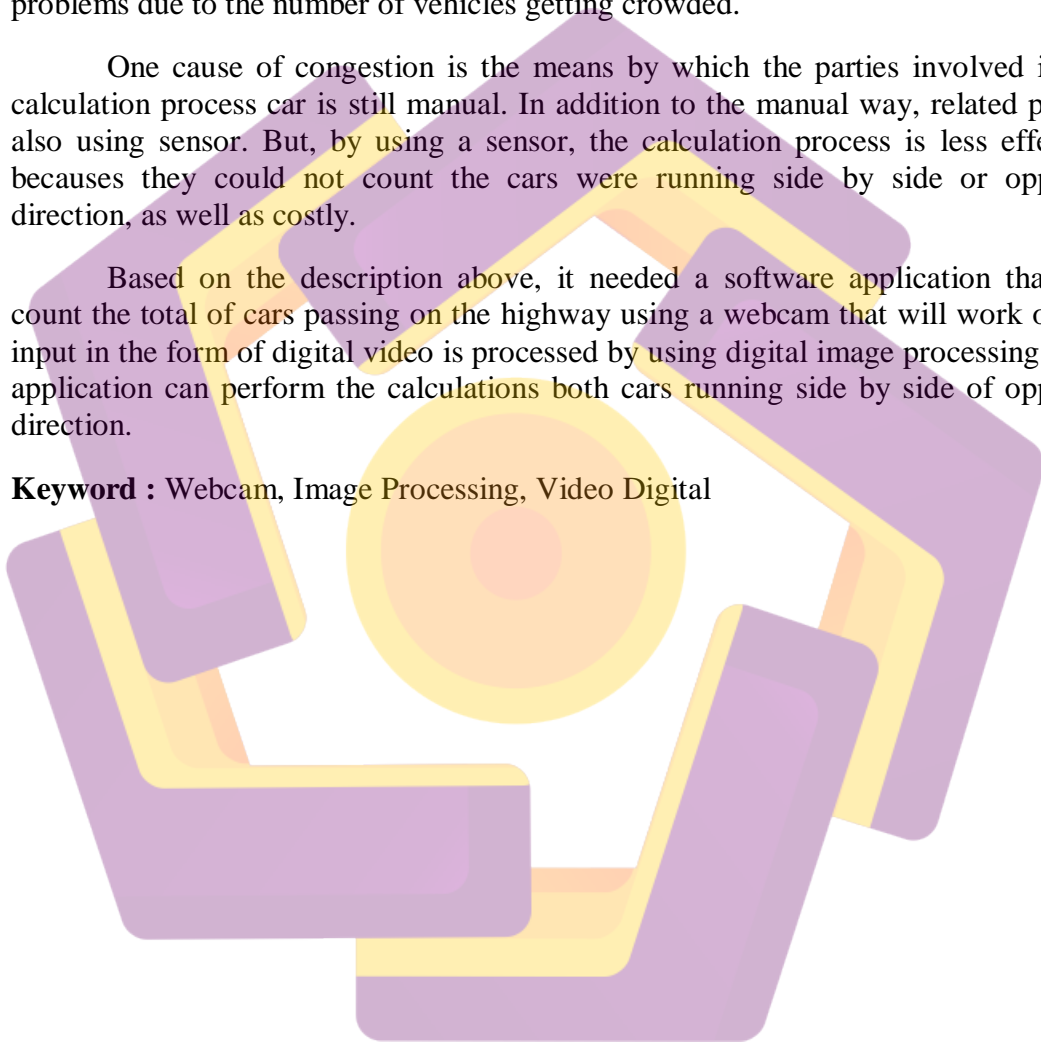 problems due to the number of vehicles getting crowded.
One cause of congestion is the means by which the parties involved i
calculation process car is still manual. In addition to the manual way, related p
also using sensor. But, by using a sensor, the calculation process is less effe
becauses they could not count the cars were running side by side or opp
direction, as well as costly.
Based on the description above, it needed a software application tha
count the total of cars passing on the highway using a webcam that will work o
input in the form of digital video is processed by using digital image processing
application can perform the calculations both cars running side by side of opp
direction.
Keyword : Webcam, Image Processing, Video Digital